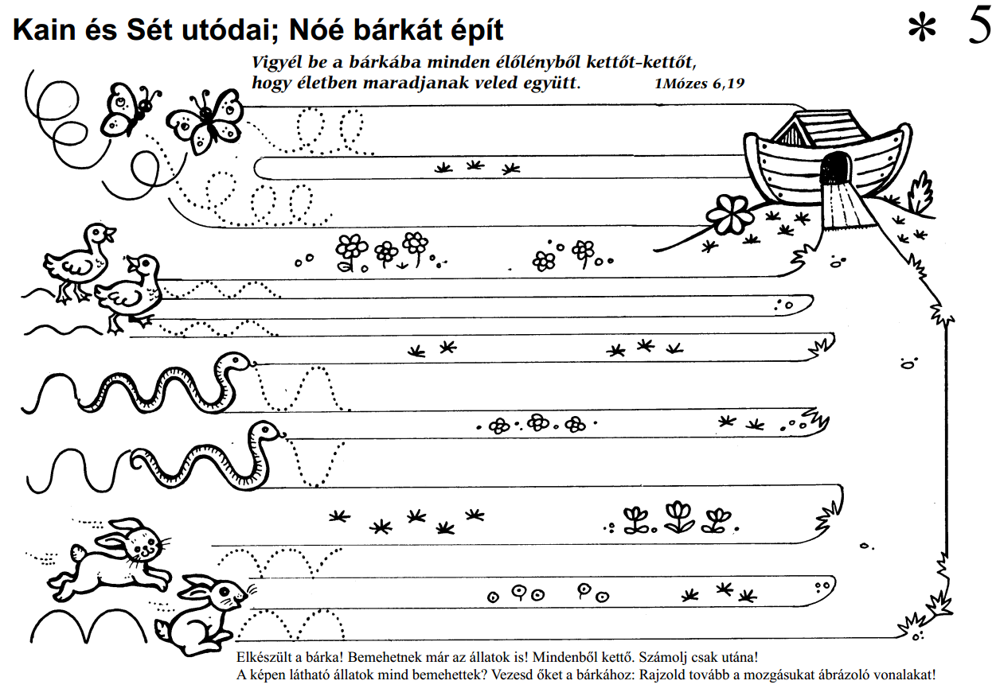 Kain és Sét utódai; Nóé bárkát épít
* 5
Vigyél be a bárkába minden élőlényből kettőt-kettőt,
hogy életben maradjanak veled együtt. 1Mózes 6,19
Elkészült a bárka! Bemehetnek már az állatok is! Mindenből kettő. Számolj csak utána!
A képen látható állatok mind bemehettek? Vezesd őket a bárkához: Rajzold tovább a mozgásukat ábrázoló vonalakat!